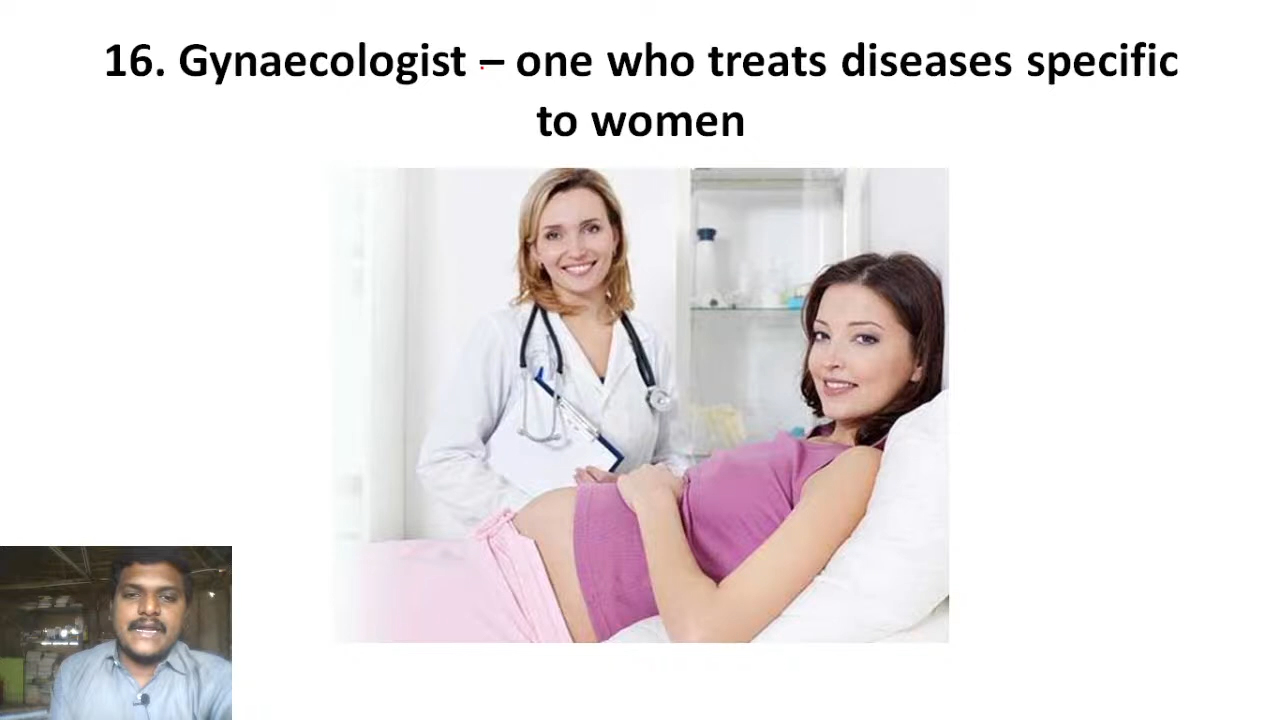 16. Gynaecologist – one who treats diseases specific
to women